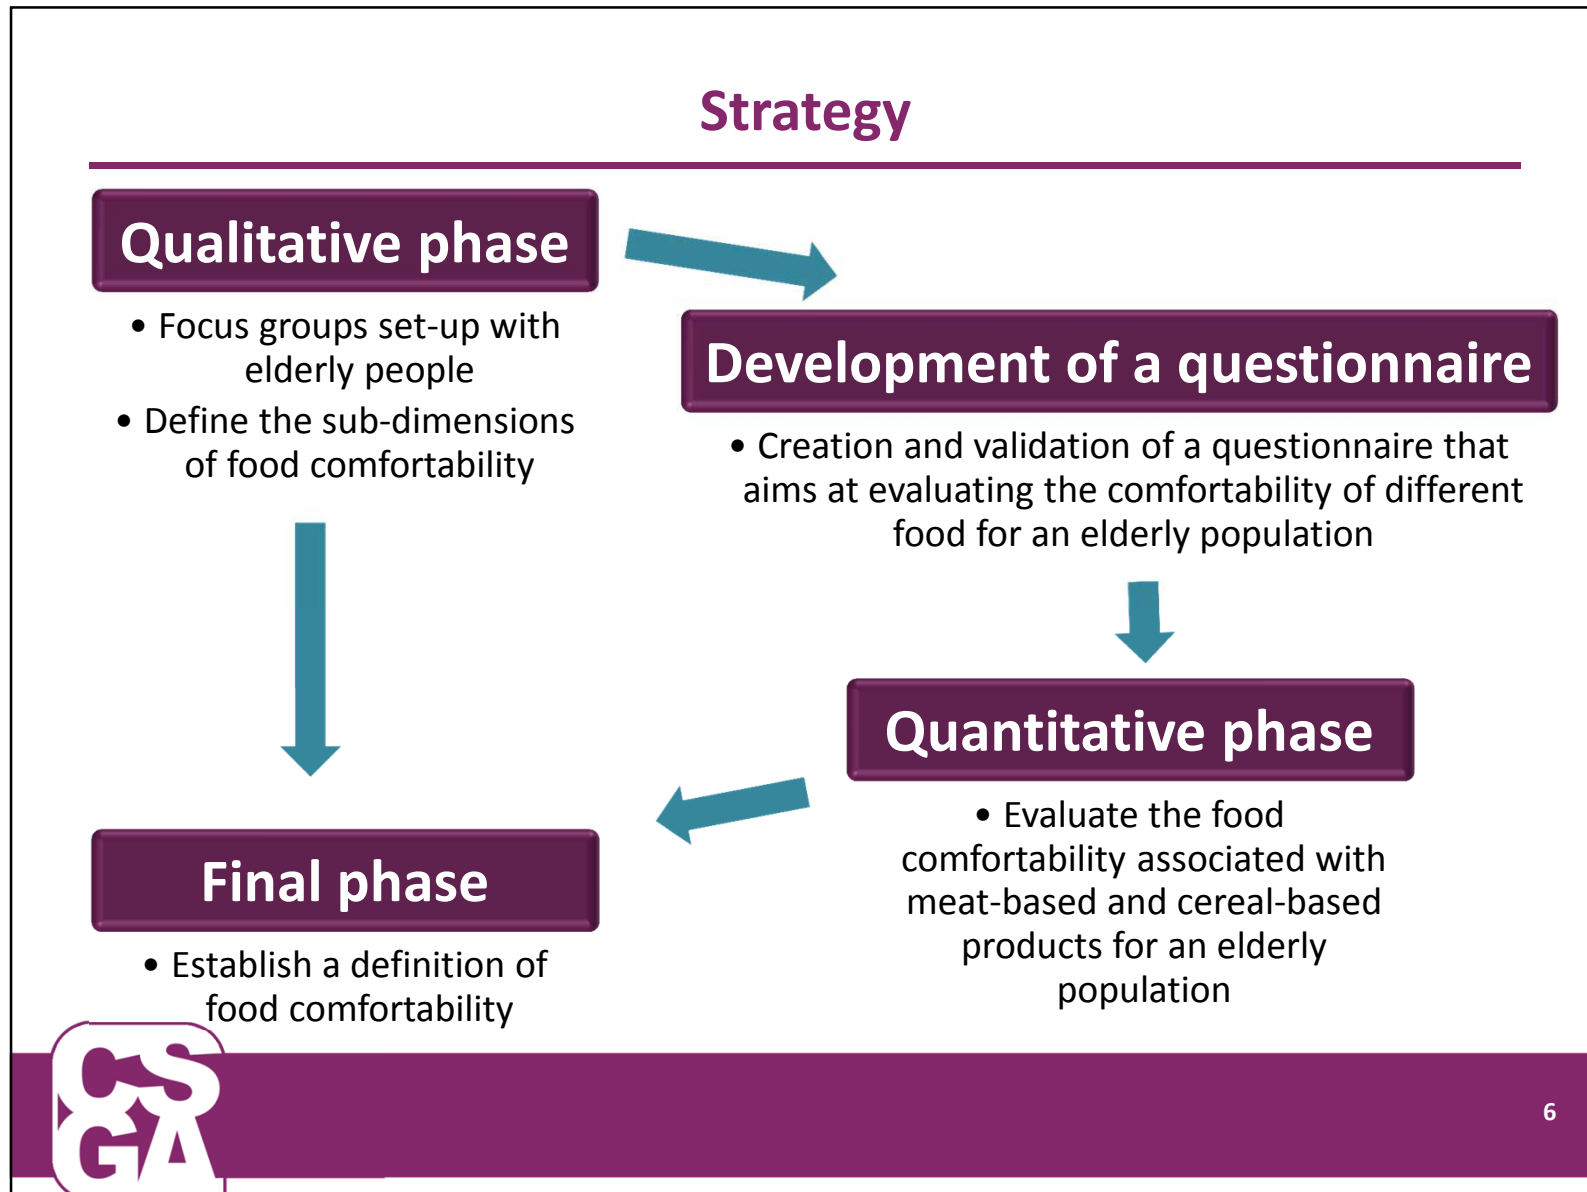 Strategy
Qualitative phase
• Focus groups set-up with
elderly people
• Define the sub-dimensions
of food comfortability
Development of a questionnaire
• Creation and validation of a questionnaire that
aims at evaluating the comfortability of different
food for an elderly population
Quantitative phase
• Evaluate the food
comfortability associated with
meat-based and cereal-based
products for an elderly
population
Final phase
• Establish a definition of
food comfortability
CS
GA
6